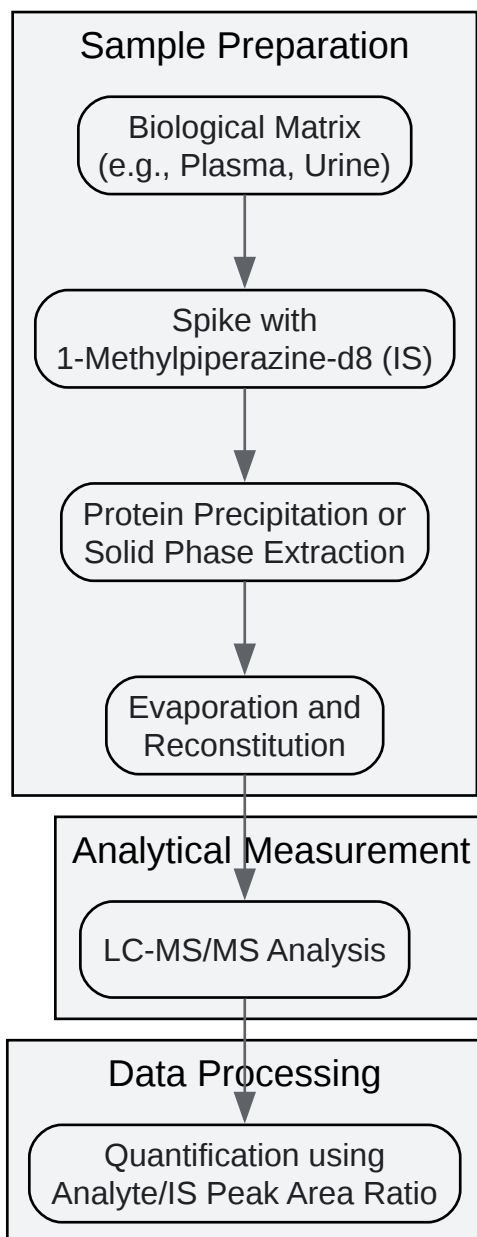 Sample Preparation
Biological Matrix
(e.g., Plasma, Urine)
Spike with
1-Methylpiperazine-d8 (IS)
Protein Precipitation or
Solid Phase Extraction
Evaporation and
Reconstitution
Analytical Measurement
LC-MS/MS Analysis
Data Processing
Quantification using
Analyte/IS Peak Area Ratio